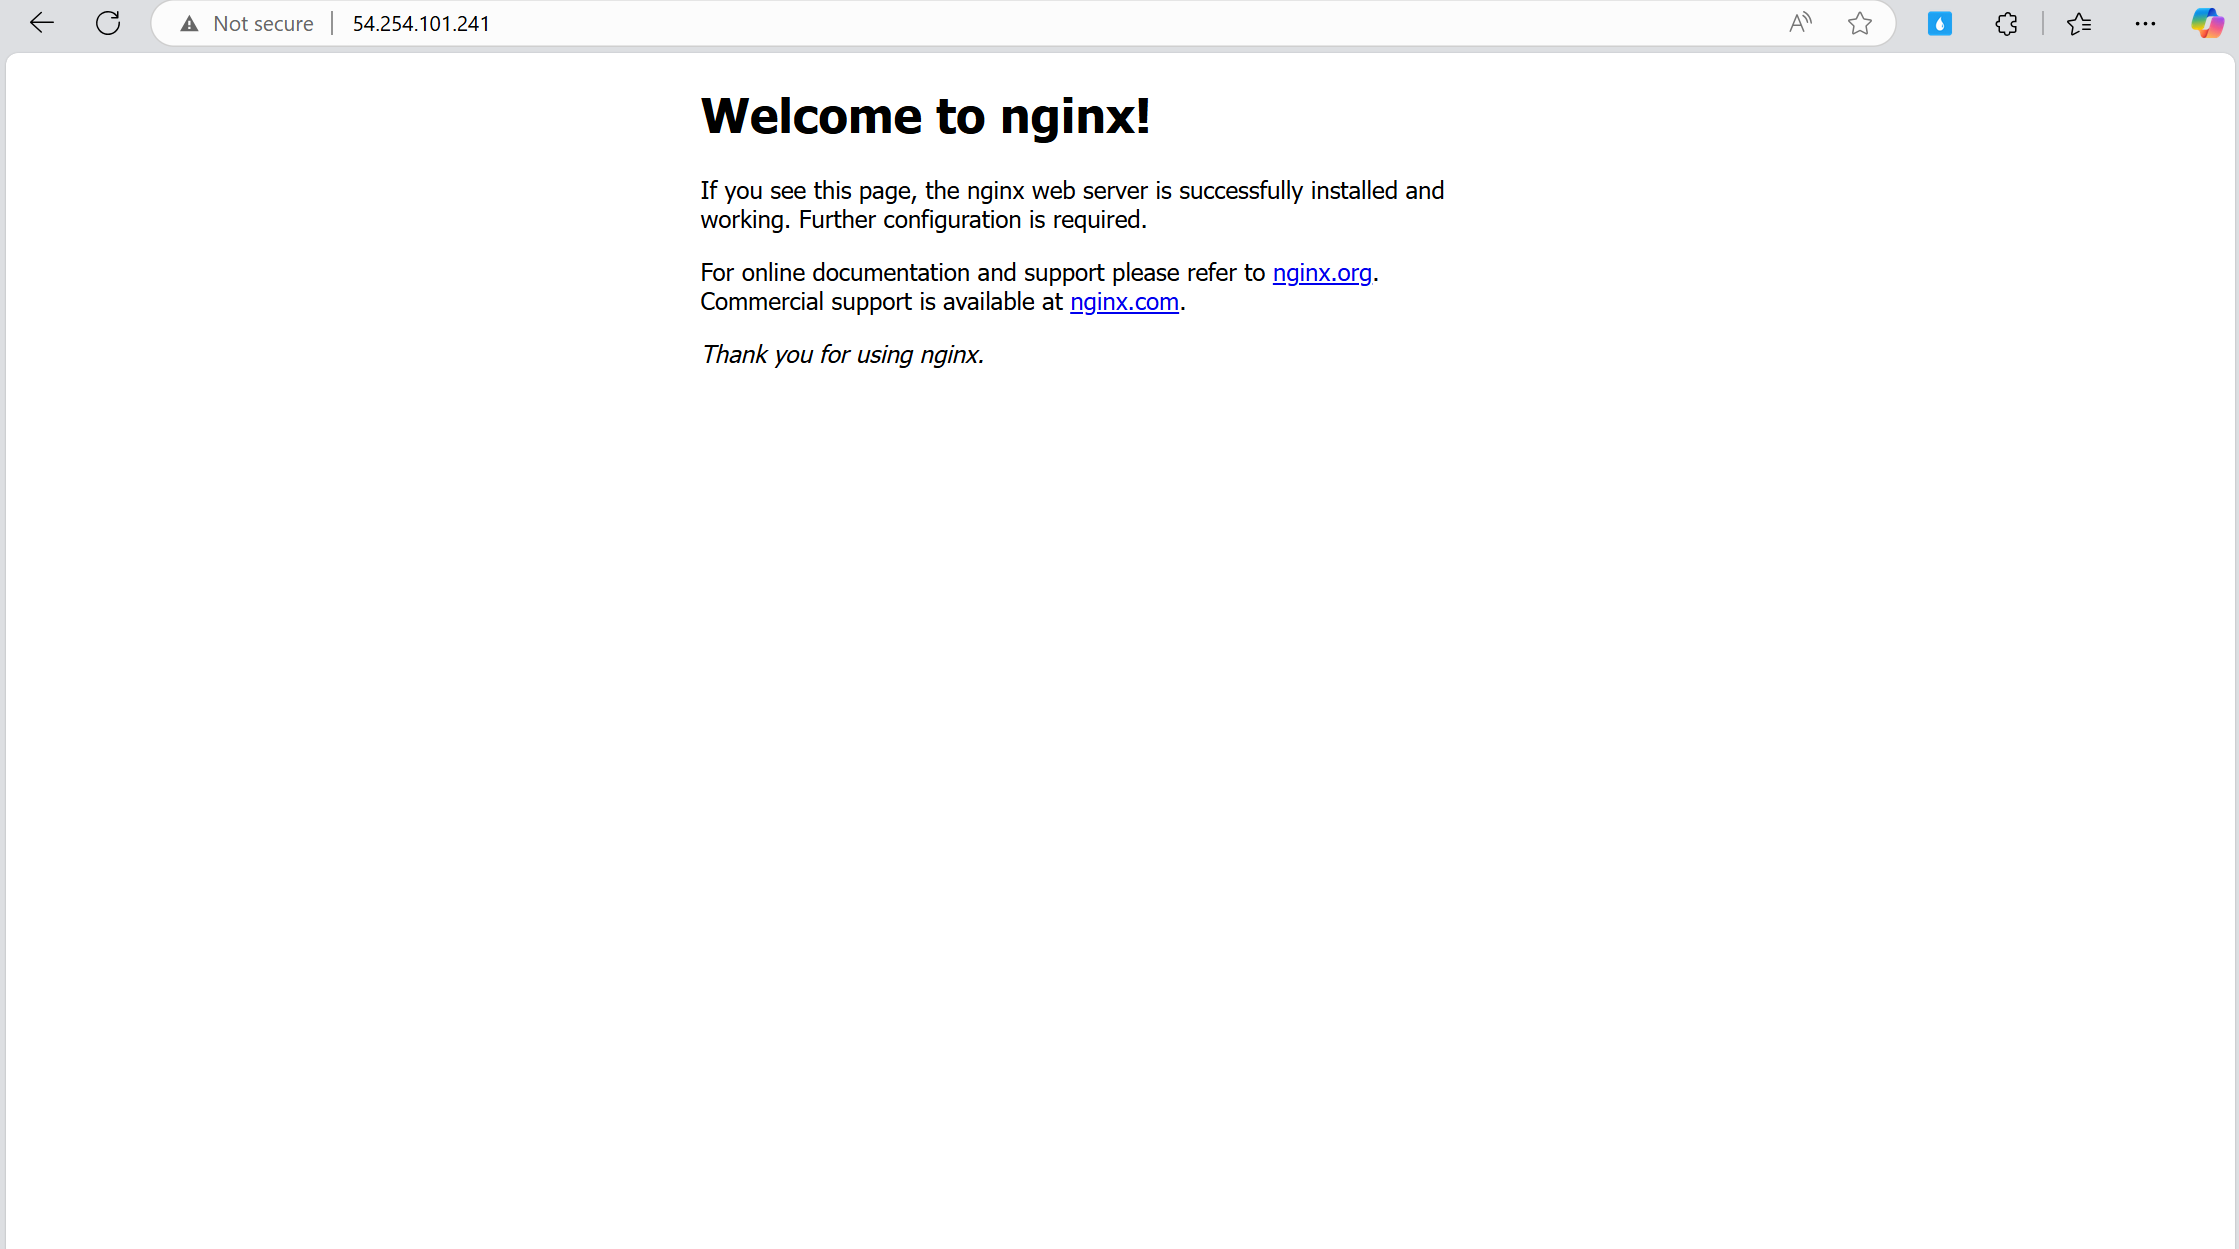 Not secure
54.254.101.241
Welcome to nginx!
If you see this page, the nginx web server is successfully installed and
working. Further configuration is required.
For online documentation and support please refer to nginx.org.
Commercial support is available at nginx.com.
Thank you for using nginx.